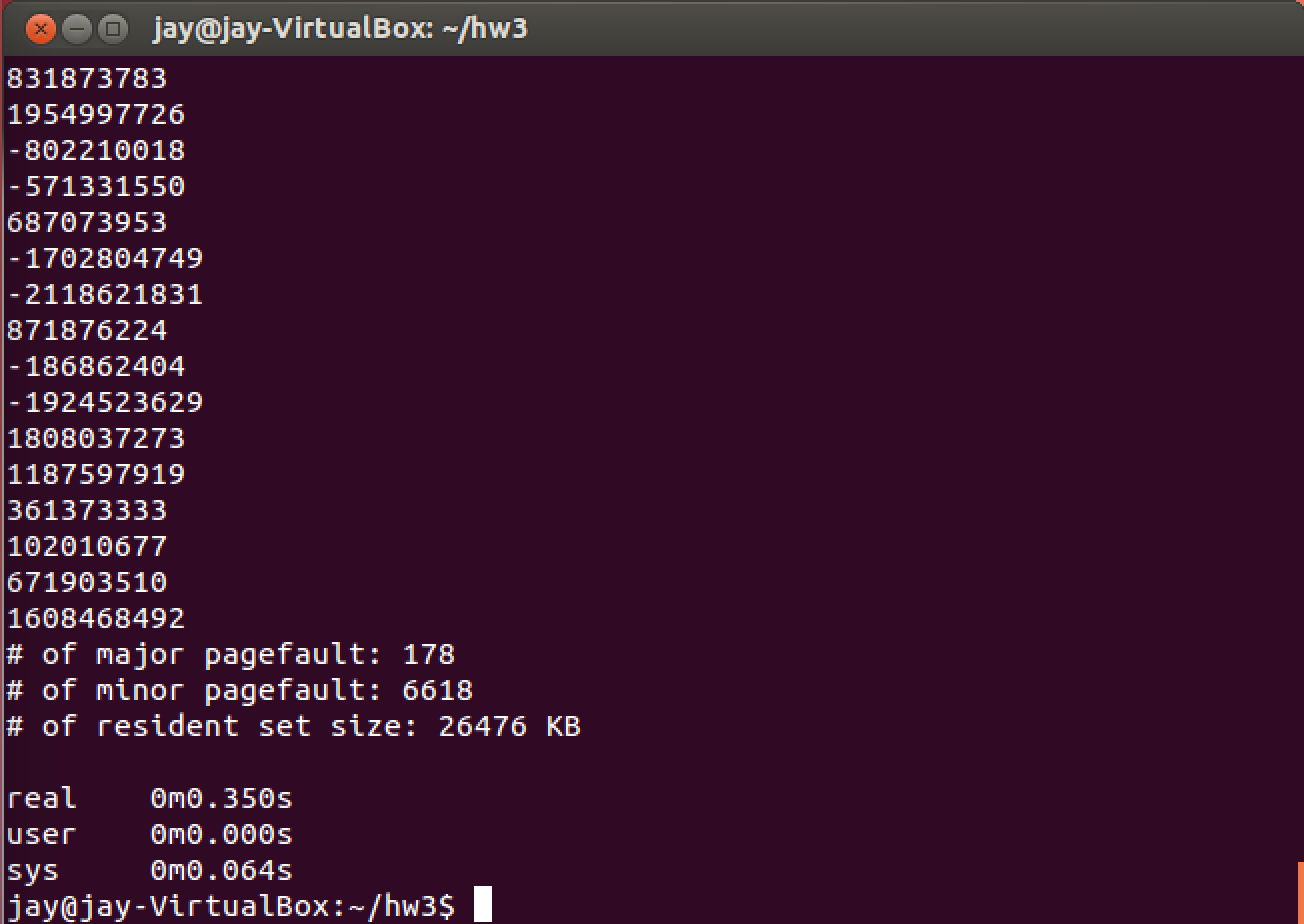 jay@jay-VirtualBox: ~/hw3
831873783
1954997726
-802210018
-571331550
687073953
-1702804749
-2118621831
871876224
-186862404
-1924523629
1808037273
1187597919
361373333
102010677
671903510
1608468492
# of major pagefault: 178
# of minor pagefault: 6618
# of resident set size: 26476 KB
real 0m0.350s
user 0m0.000s
sys 0m0.064s
jay@jay-VirtualBox:~/hw3$